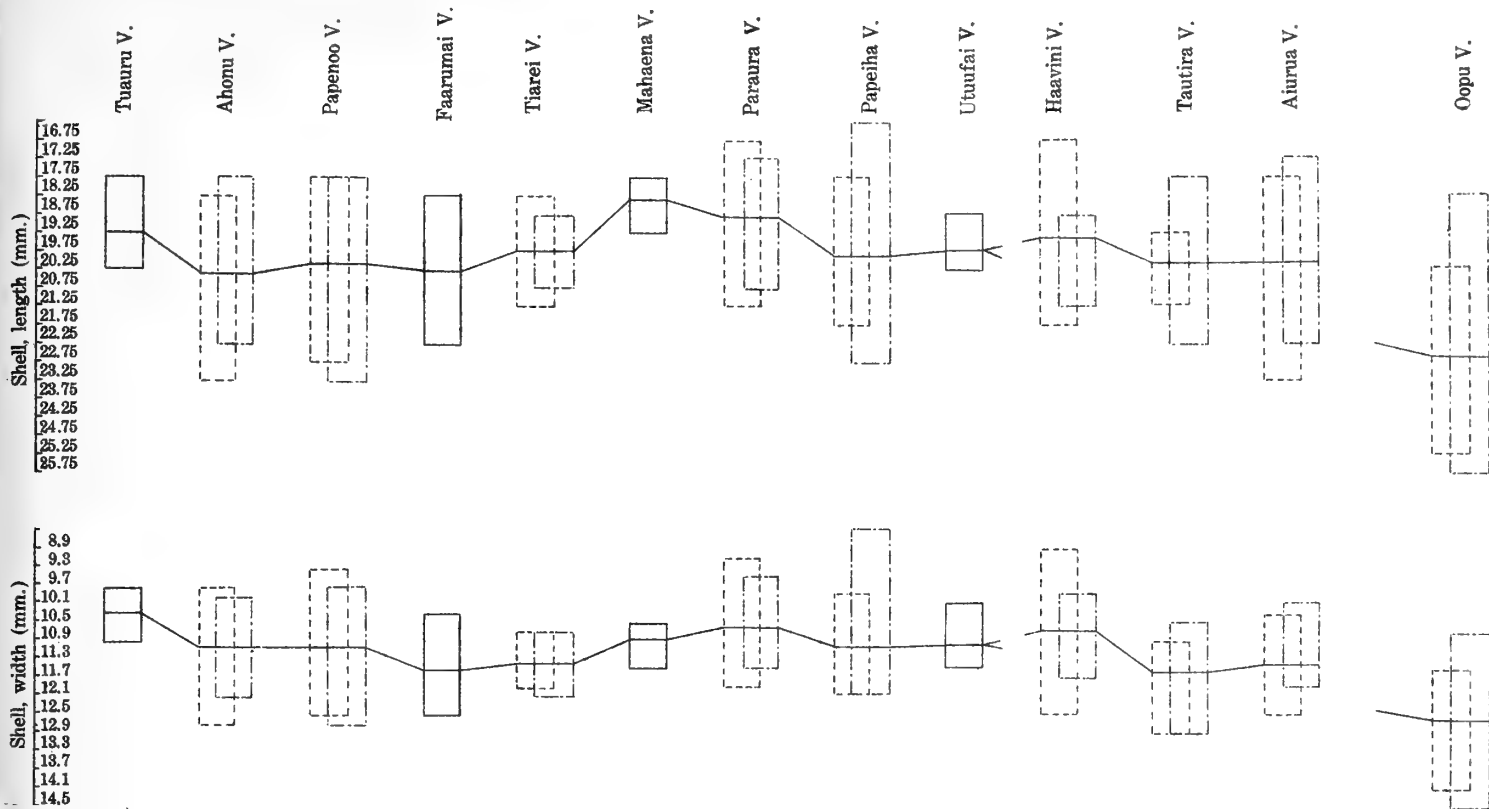 Tuauru V.
Ahonu V.
Papenoo V.
Faarumai V.
Tiarei V.
Mahaena V.
Paraura V.
Papeiha V.
Utuufai V.
Haavini V.
Tautira V.
Aiurua V.
Oopu V.
Shell, length (mm.)
16.75
17.25
17.75
18.25
18.75
19.25
19.75
20.25
20.75
21.25
21.75
22.25
22.75
23.25
23.75
24.25
24.75
25.25
25.75
Shell, width (mm.)
8.9
9.3
9.7
10.1
10.5
10.9
11.3
11.7
12.1
12.5
12.9
13.3
13.7
14.1
14.5